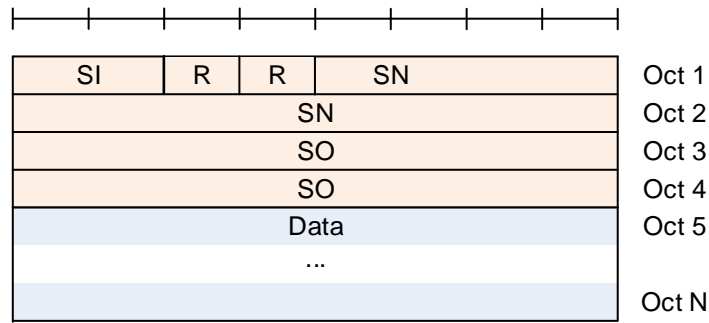 SI R R SN Oct 1
SN Oct 2
SO Oct 3
SO Oct 4
Data Oct 5
...
Oct N